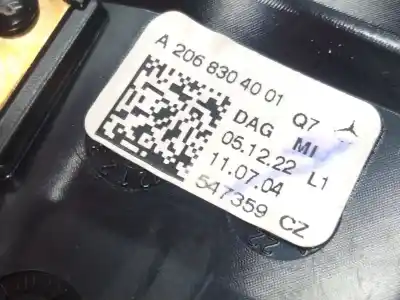 A 206 830 40 01 Q7
DAG MI
05.12.22
11.07.04 L1
547359 CZ